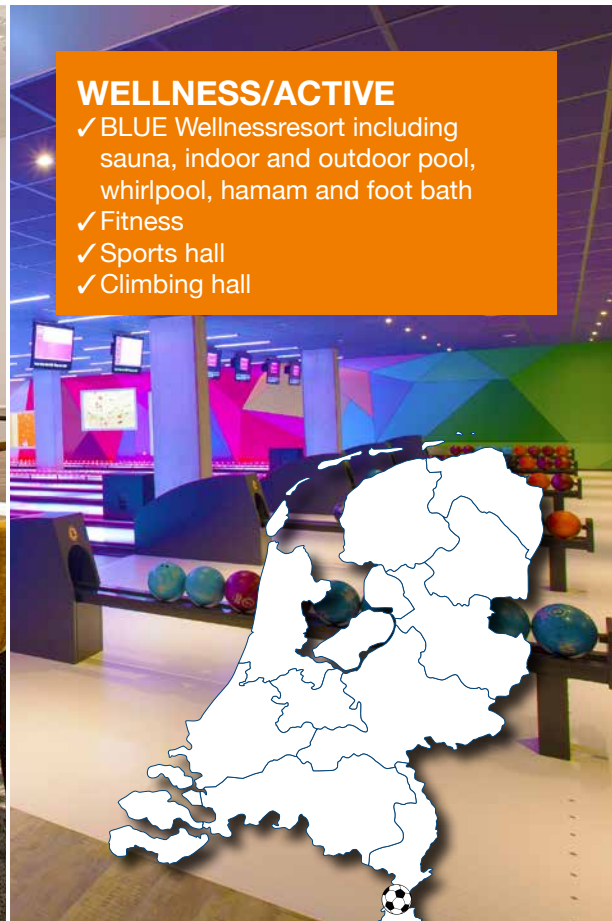 WELLNESS/ACTIVE
✓ BLUE Wellnessresort including
sauna, indoor and outdoor pool,
whirlpool, hamam and foot bath
✓ Fitness
✓ Sports hall
✓ Climbing hall